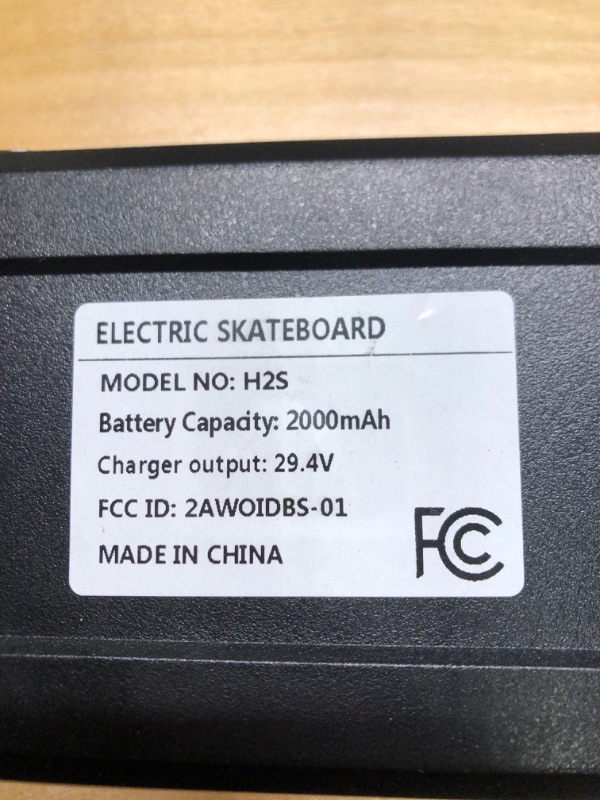 ELECTRIC SKATEBOARD
MODEL NO: H2S
Battery Capacity: 2000mAh
Charger output: 29.4V
FCC ID: 2AWOIDBS-01
MADE IN CHINA
FC